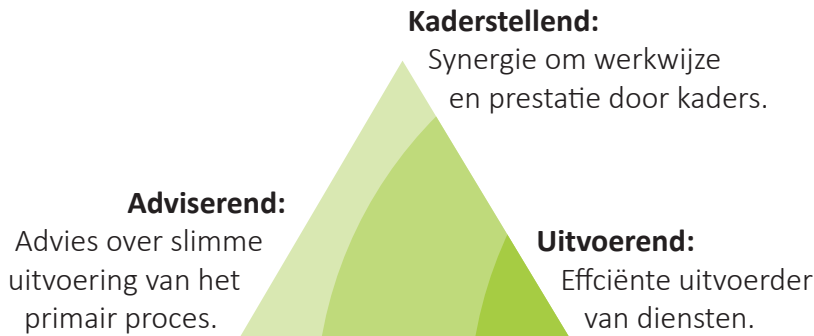 Kaderstellend:
Synergie om werkwijze
en prestatie door kaders.
Adviserend:
Advies over slimme
uitvoering van het
primair proces.
Uitvoerend:
Effciënte uitvoerder
van diensten.